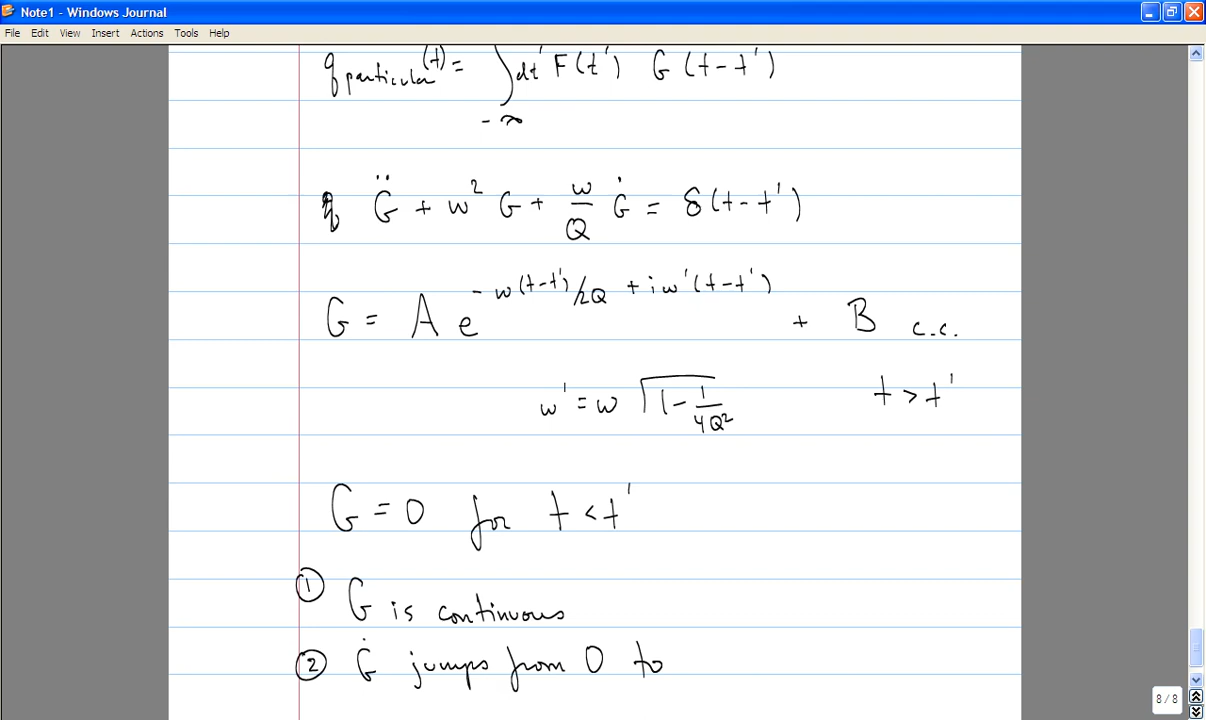 Note1 - Windows Journal
File Edit View Insert Actions Tools Help
q particular (t) = ∫ dt' F(t') G(t-t')
-∞
G̈ + w² G + w/Q Ġ = δ(t-t')
G = A e^{-w(t-t')/2Q + iw'(t-t')} + B c.c.
w' = w √(1 - 1/4Q²) t > t'
G = 0 for t < t'
① G is continuous
② Ġ jumps from 0 to
8/8